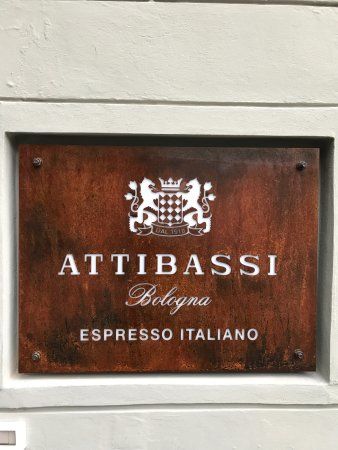 DAL 1918
ATTIBASSI
Bologna
ESPRESSO ITALIANO